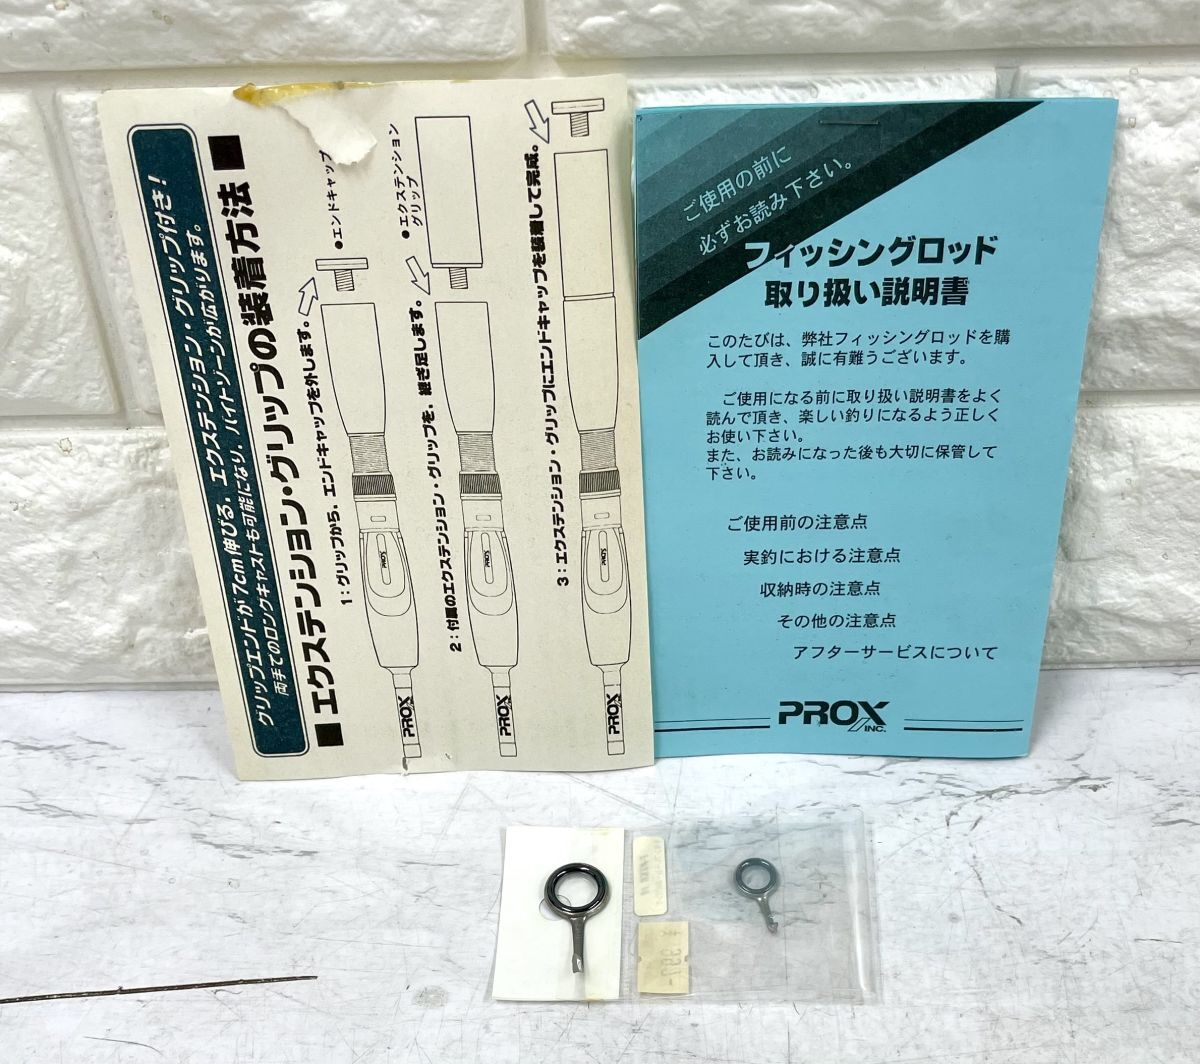 グリップエンドが7cm伸びる、エクステンション・グリップ付き!
両手でのロングキャストも可能になり、バイトゾーンが広がります。
■エクステンション・グリップの装着方法■
1:グリップから、エンドキャップを外します。
●エンドキャップ
PROX
PROX
2:付属のエクステンション・グリップを、継ぎ足します。
●エクステンション
グリップ
PROX
PROX
3:エクステンション・グリップにエンドキャップを装着して完成。
PROX
PROX
ご使用の前に
必ずお読み下さい。
フィッシングロッド
取り扱い説明書
このたびは、弊社フィッシングロッドを購
入して頂き、誠に有難うございます。
ご使用になる前に取り扱い説明書をよく
読んで頂き、楽しい釣りになるよう正しく
お使い下さい。
また、お読みになった後も大切に保管して
下さい。
ご使用前の注意点
実釣における注意点
収納時の注意点
その他の注意点
アフターサービスについて
PROX
INC.